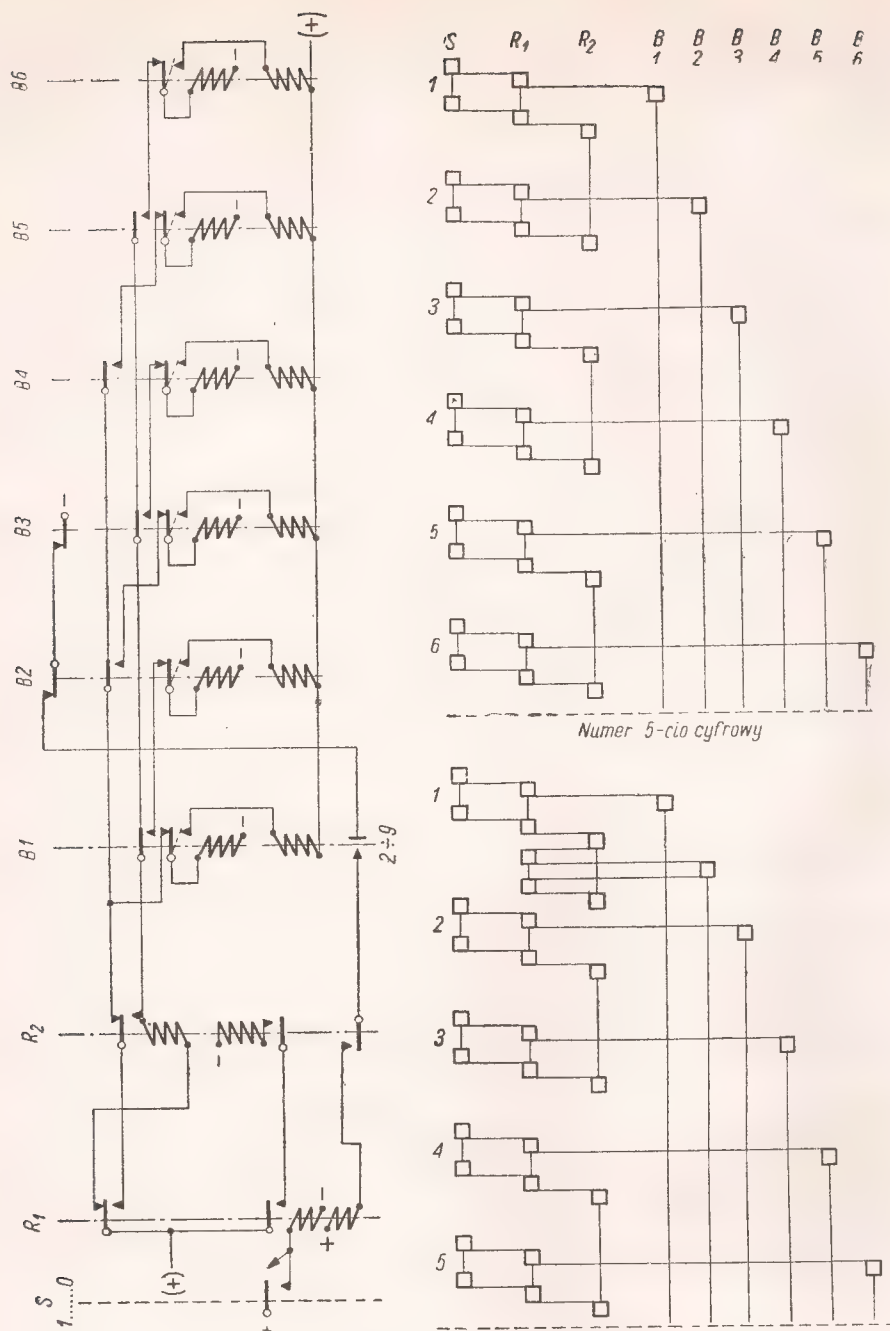 S R1 R2 B1 B2 B3 B4 B5 B6
1
2
3
4
5
6
Numer 5-cio cyfrowy
1
2
3
4
5
B6
B5
B4
B3
B2
B1
R2
R1
S
1.....0
(+)
(+)
+
+
2÷9
−
−
−
−
−
−
−
−
−